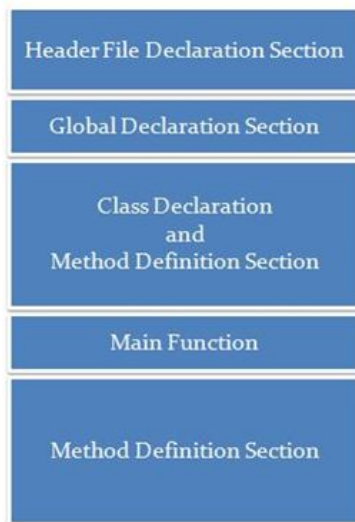 Header File Declaration Section
Global Declaration Section
Class Declaration
and
Method Definition Section
Main Function
Method Definition Section